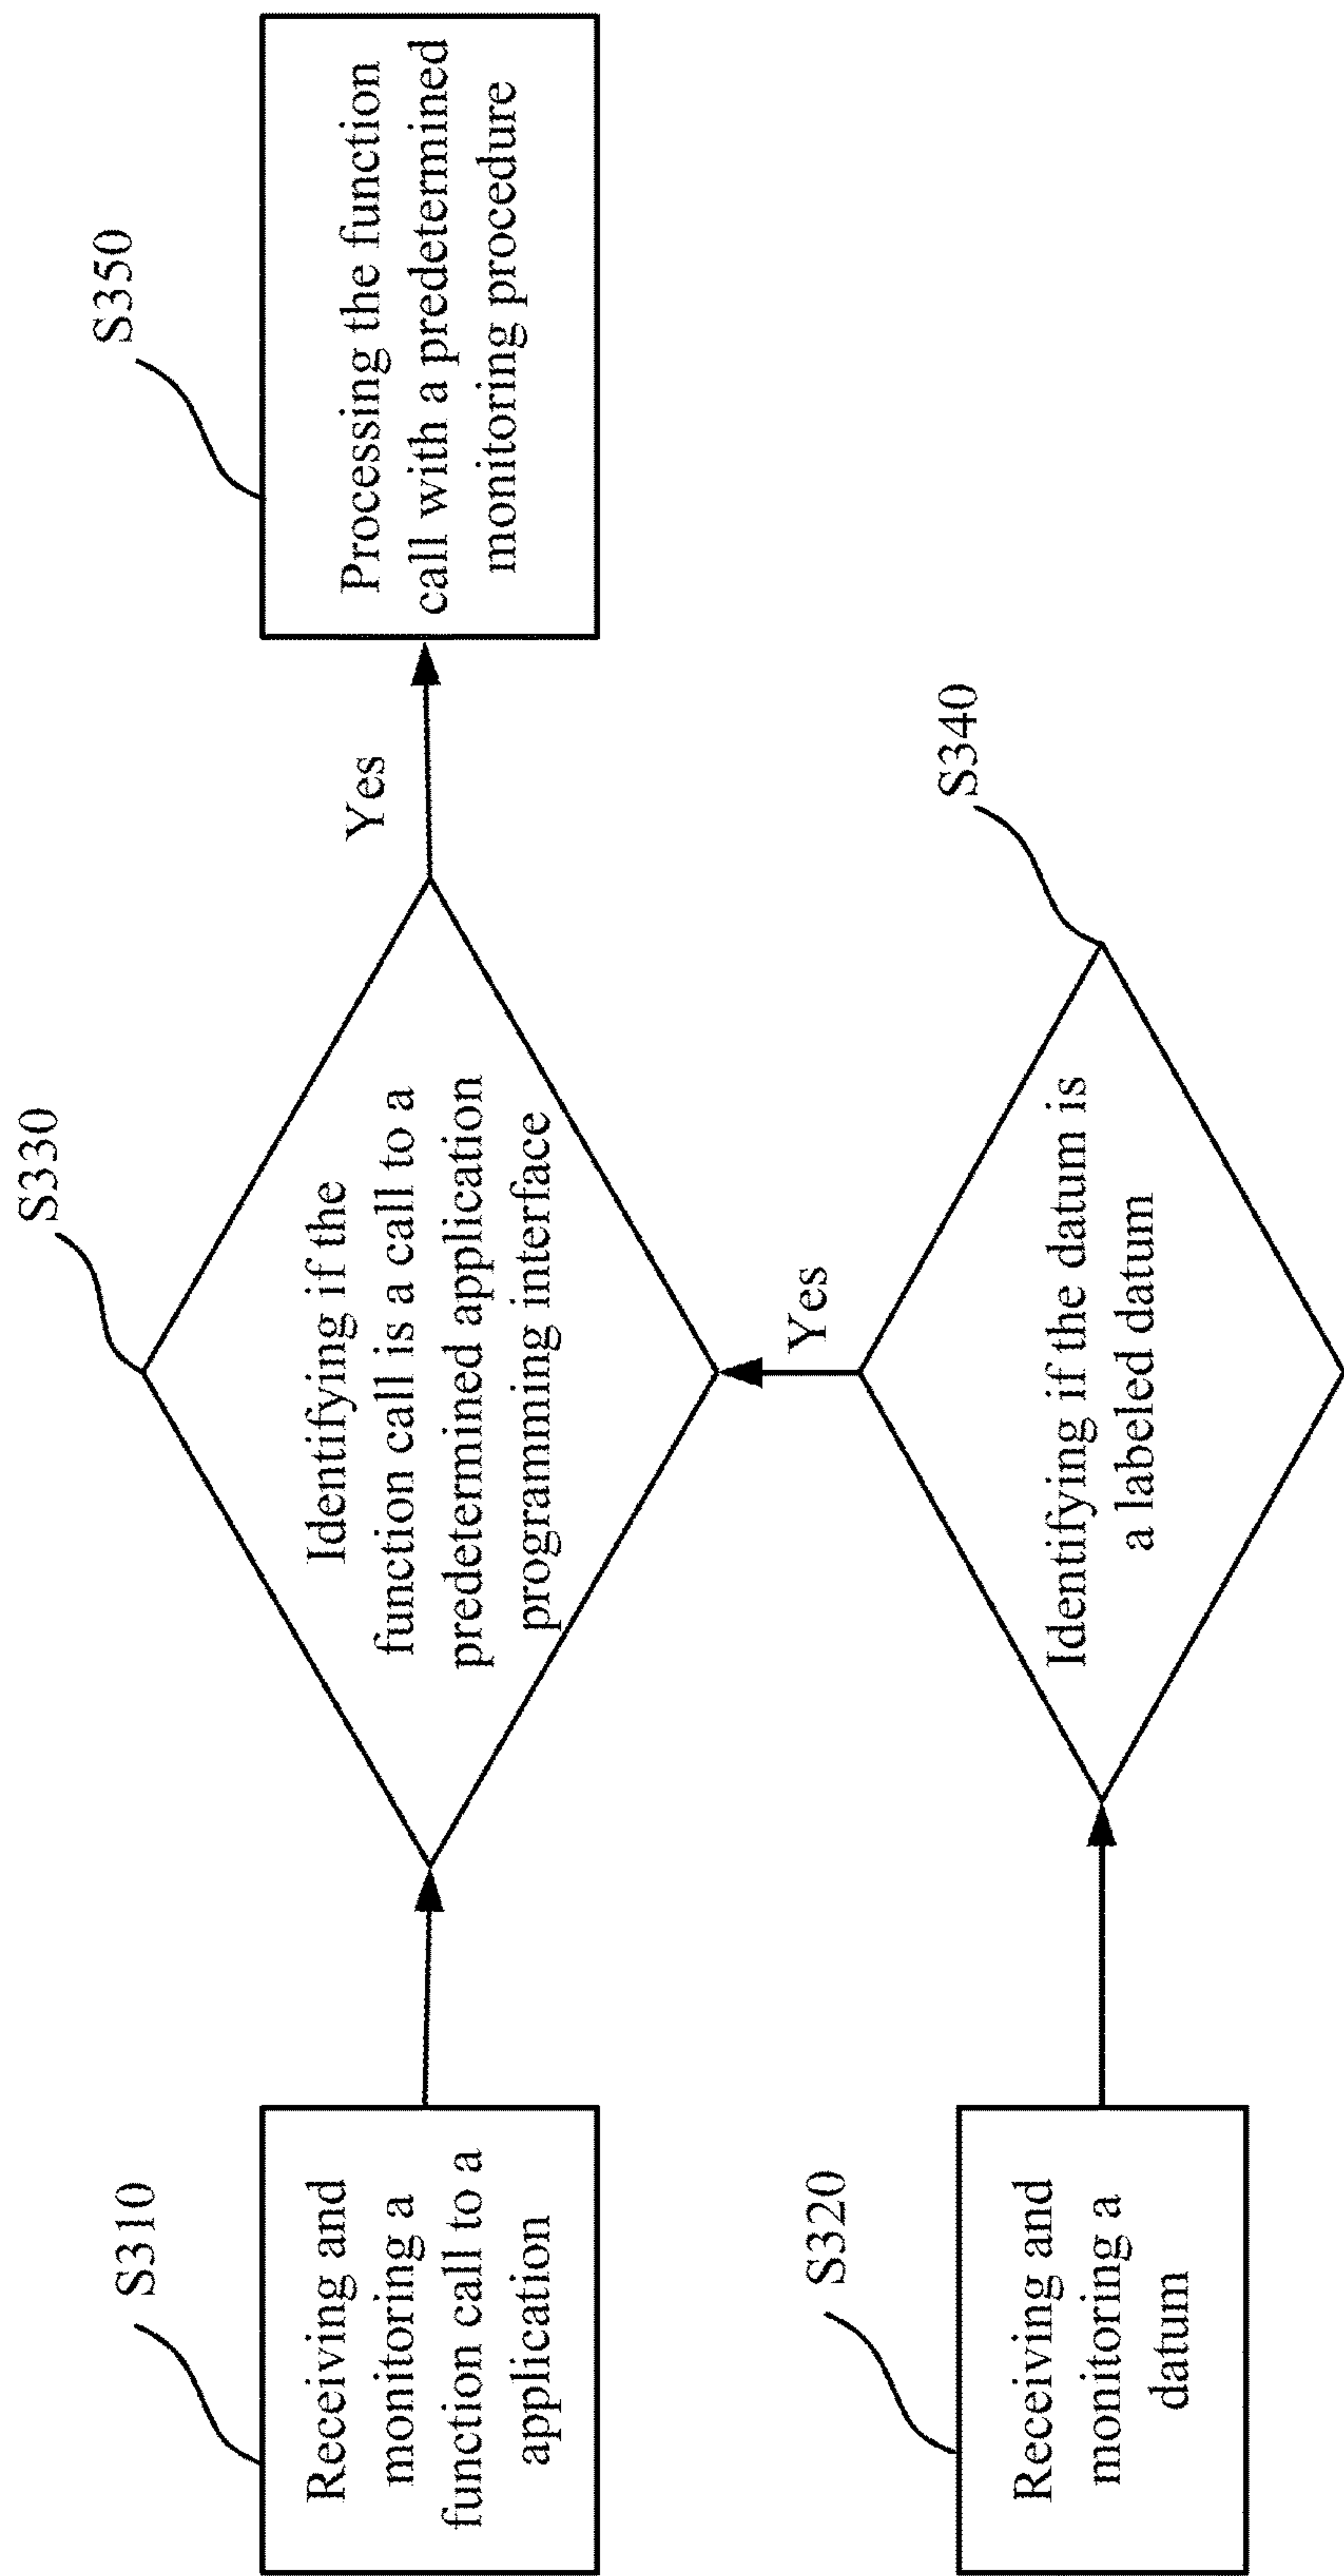 S310
Receiving and
monitoring a
function call to a
application
S330
Identifying if the
function call is a call to a
predetermined application
programming interface
Yes
S350
Processing the function
call with a predetermined
monitoring procedure
S320
Receiving and
monitoring a
datum
S340
Identifying if the datum is
a labeled datum
Yes